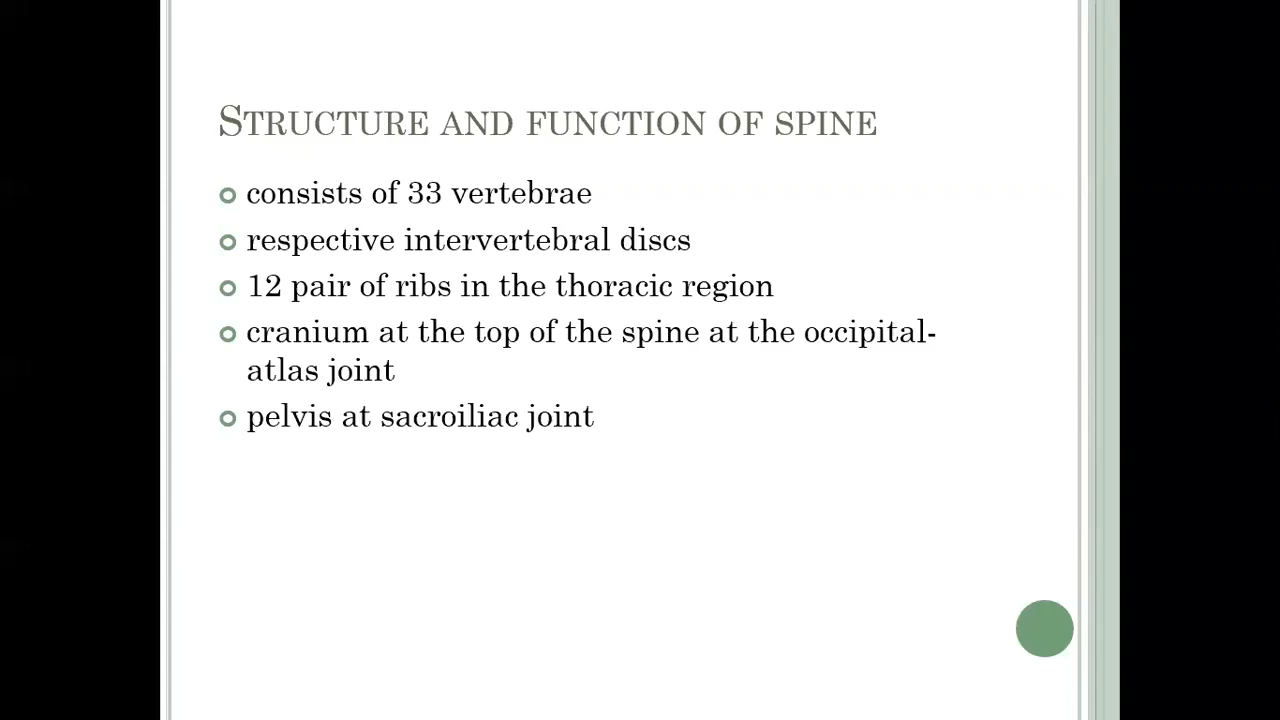 STRUCTURE AND FUNCTION OF SPINE
consists of 33 vertebrae
respective intervertebral discs
12 pair of ribs in the thoracic region
cranium at the top of the spine at the occipital-
atlas joint
pelvis at sacroiliac joint